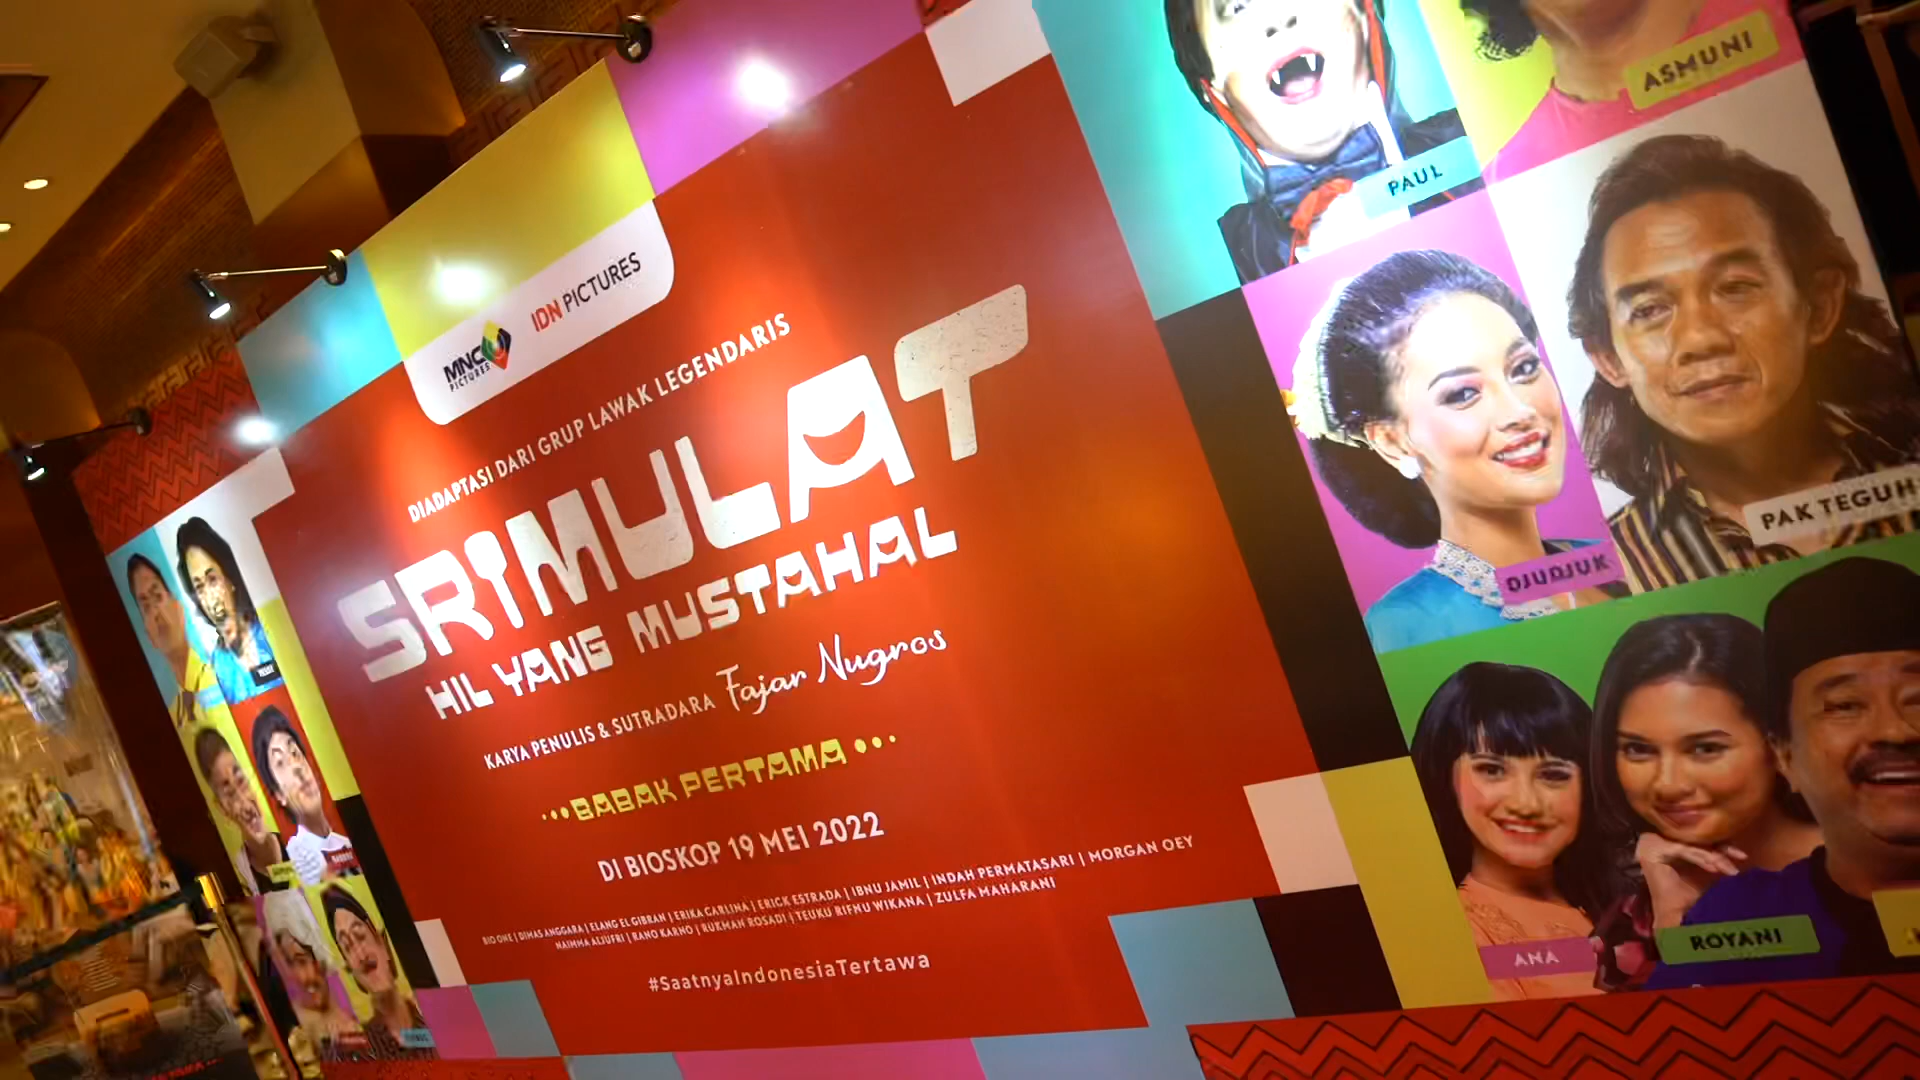 MNC
PICTURES
IDN PICTURES
DIADAPTASI DARI GRUP LAWAK LEGENDARIS
SRIMULAT
HIL YANG MUSTAHAL
KARYA PENULIS & SUTRADARA Fajar Nugros
...BABAK PERTAMA...
DI BIOSKOP 19 MEI 2022
BIO ONE | DIMAS ANGGARA | ELANG EL GIBRAN | ERIKA CARLINA | ERICK ESTRADA | IBNU JAMIL | INDAH PERMATASARI | MORGAN OEY
NAIMMA ALJUFRI | RANO KARNO | RUKMAN ROSADI | TEUKU RIFNU WIKANA | ZULFA MAHARANI
#SaatnyaIndonesiaTertawa
PAUL
ASMUNI
DJUDJUK
PAK TEGUH
ANA
ROYANI